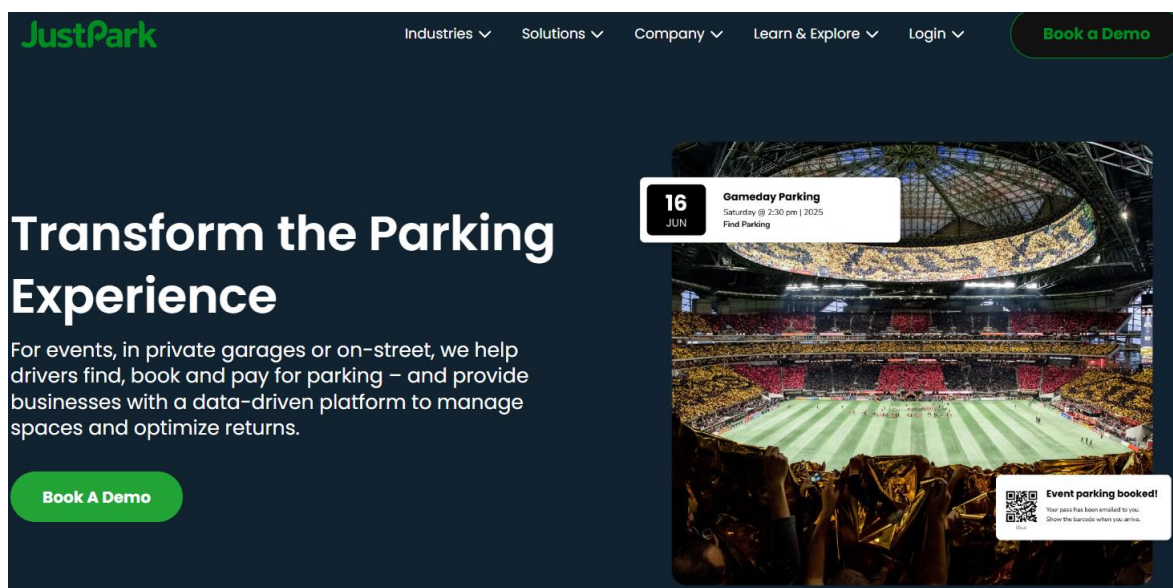 JustPark
Industries
Solutions
Company
Learn & Explore
Login
Book a Demo
Transform the Parking
Experience
For events, in private garages or on-street, we help
drivers find, book and pay for parking – and provide
businesses with a data-driven platform to manage
spaces and optimize returns.
Book A Demo
16
JUN
Gameday Parking
Saturday @ 2:30 pm | 2025
Find Parking
Event parking booked!
Your pass has been emailed to you.
Show the barcode when you arrive.